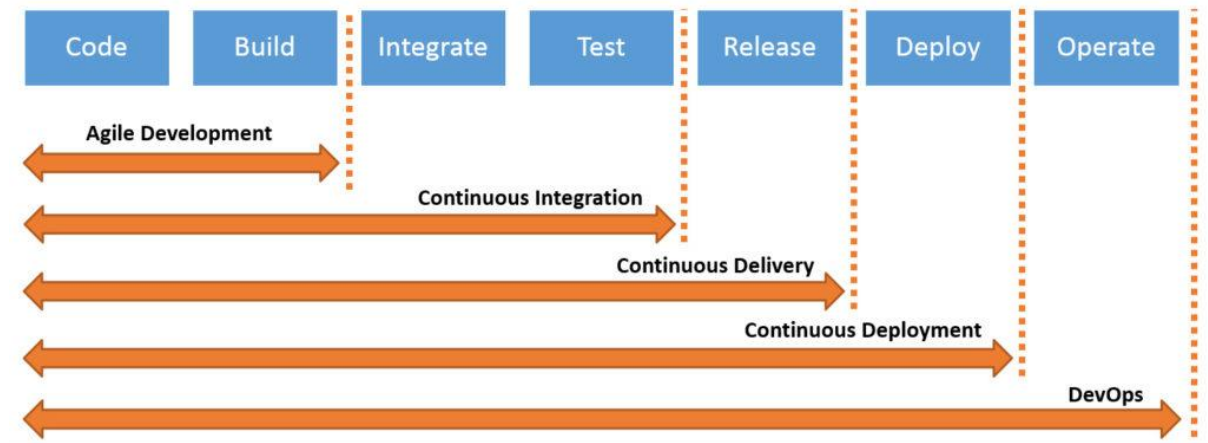 Code Build Integrate Test Release Deploy Operate
Agile Development
Continuous Integration
Continuous Delivery
Continuous Deployment
DevOps